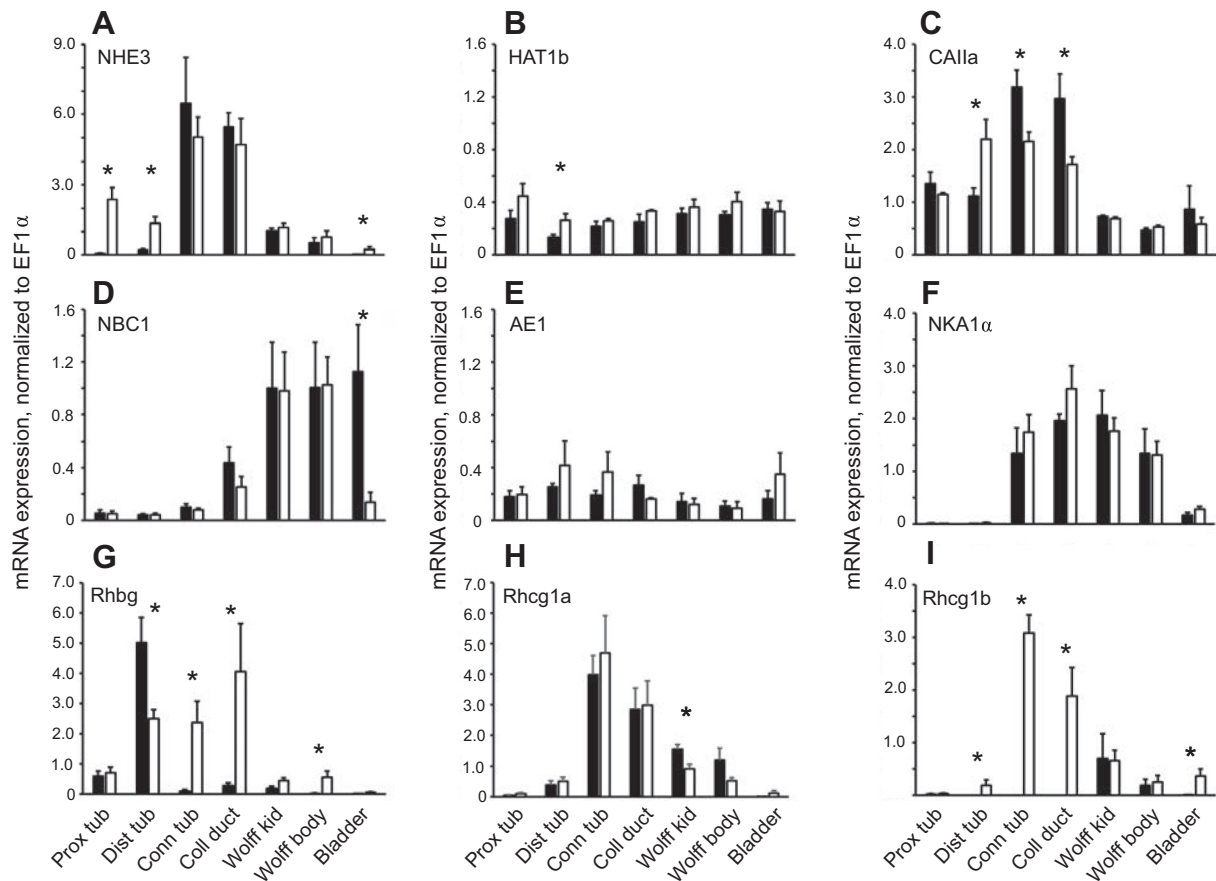 A
NHE3
9.0
6.0
3.0
0
*
*
*
B
HAT1b
1.6
1.2
0.8
0.4
0
*
C
CAIIa
4.0
3.0
2.0
1.0
0
*
*
*
D
NBC1
1.6
1.2
0.8
0.4
0
*
E
AE1
1.6
1.2
0.8
0.4
0
F
NKA1α
4.0
3.0
2.0
1.0
0
mRNA expression, normalized to EF1α
mRNA expression, normalized to EF1α
mRNA expression, normalized to EF1α
G
Rhbg
7.0
6.0
5.0
4.0
3.0
2.0
1.0
0
*
*
*
*
Prox tub
Dist tub
Conn tub
Coll duct
Wolff kid
Wolff body
Bladder
H
Rhcg1a
7.0
6.0
5.0
4.0
3.0
2.0
1.0
0
*
Prox tub
Dist tub
Conn tub
Coll duct
Wolff kid
Wolff body
Bladder
I
Rhcg1b
4.0
3.0
2.0
1.0
0
*
*
*
*
Prox tub
Dist tub
Conn tub
Coll duct
Wolff kid
Wolff body
Bladder